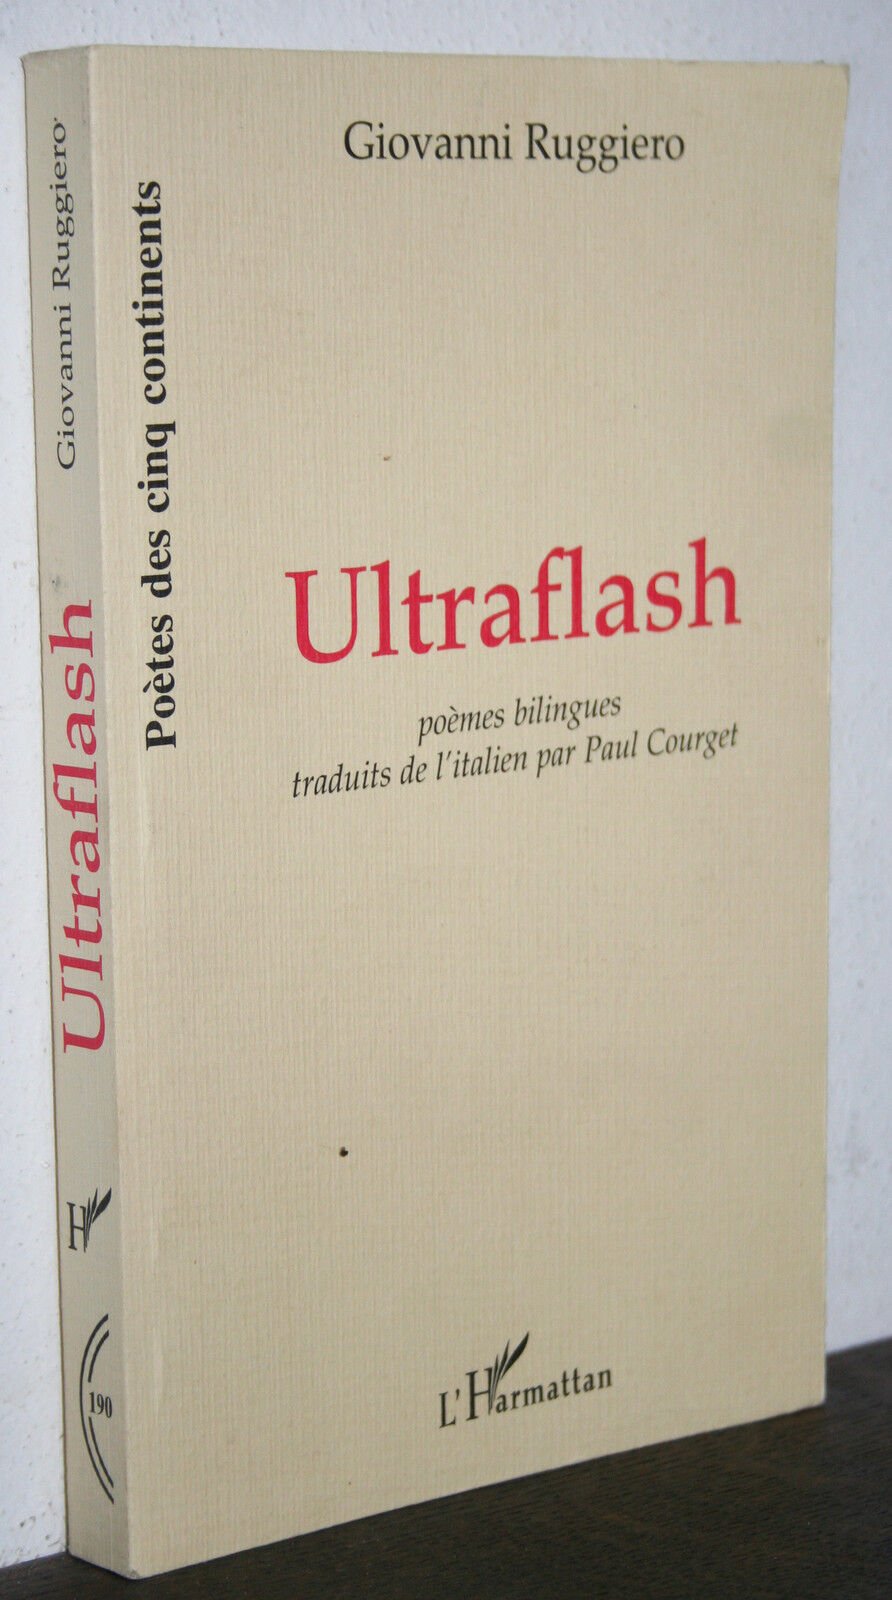 Giovanni Ruggiero
Ultraflash
H
190
Poètes des cinq continents
Giovanni Ruggiero
Ultraflash
poèmes bilingues
traduits de l'italien par Paul Courget
L'Harmattan